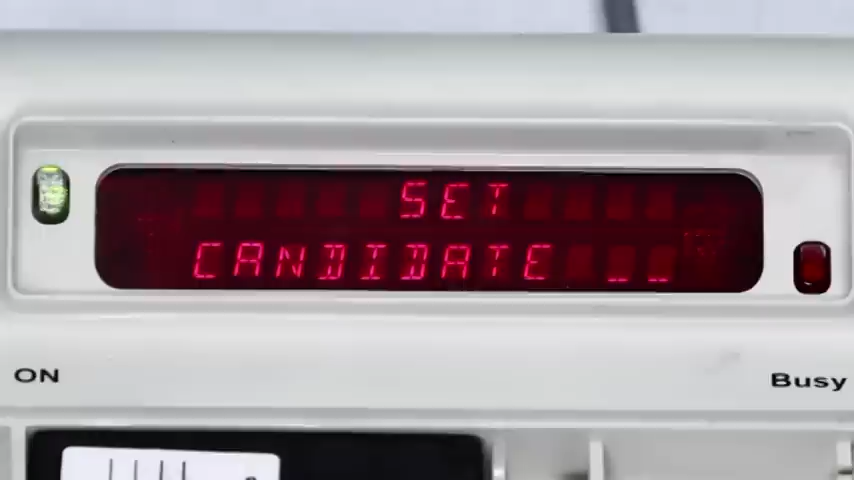 SET
CANDIDATE _ _
ON
Busy